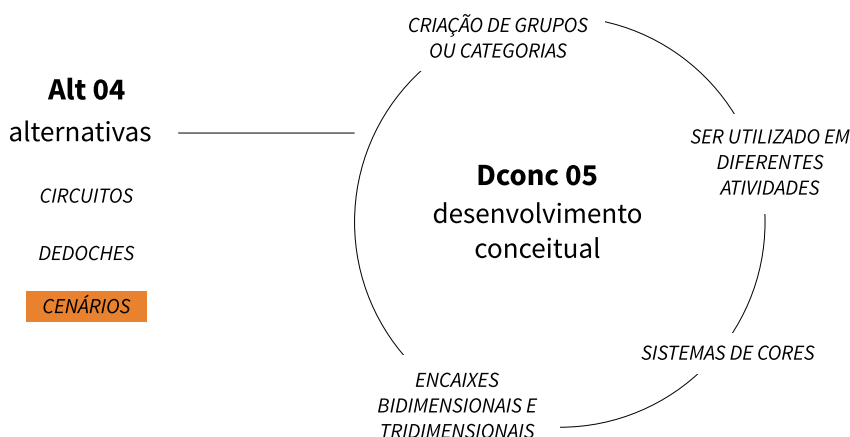 Alt 04
alternativas
CIRCUITOS
DEDOCHES
CENÁRIOS
CRIAÇÃO DE GRUPOS
OU CATEGORIAS
SER UTILIZADO EM
DIFERENTES
ATIVIDADES
Dconc 05
desenvolvimento
conceitual
SISTEMAS DE CORES
ENCAIXES
BIDIMENSIONAIS E
TRIDIMENSIONAIS